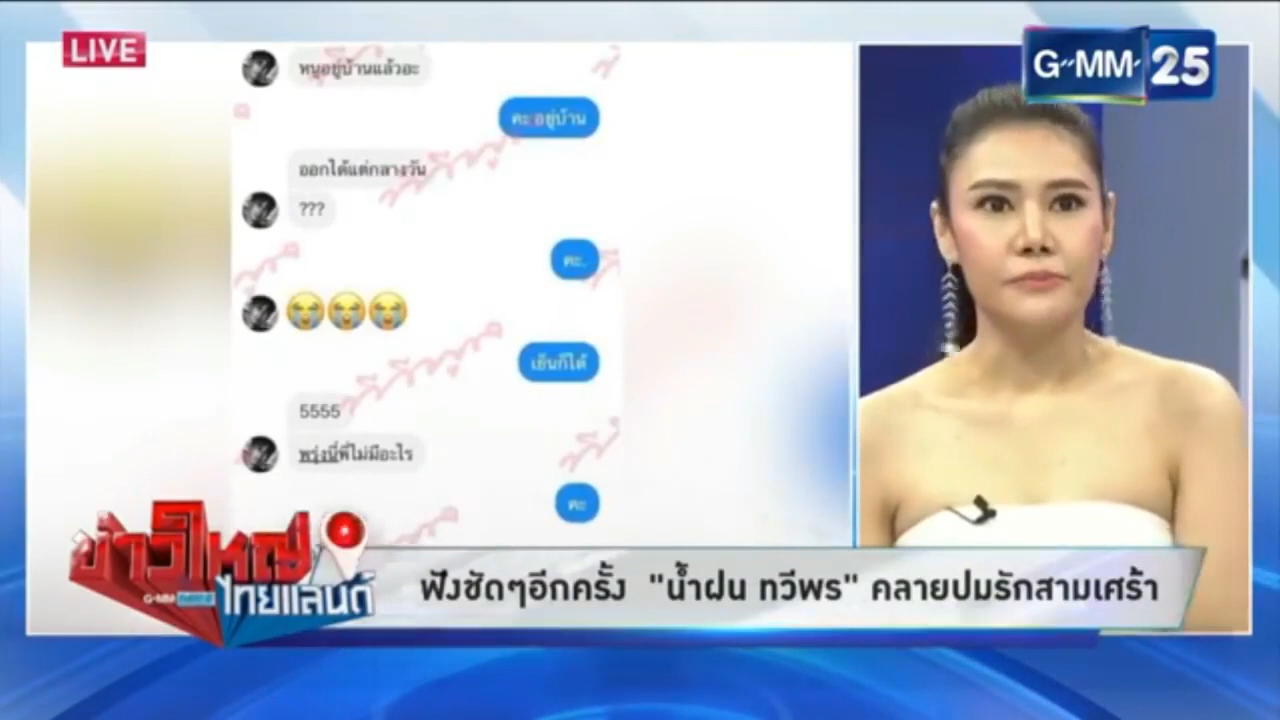 LIVE
G-MM- 25
หนูอยู่บ้านแล้วอะ
คะ อยู่บ้าน
ออกได้แต่กลางวัน
???
คะ.
เย็นก็ได้
5555
พรุ่งนี้พี่ไม่มีอะไร
คะ
ข่าวใหญ่
ไทยแลนด์
ฟังชัดๆอีกครั้ง "น้ำฝน ทวีพร" คลายปมรักสามเศร้า